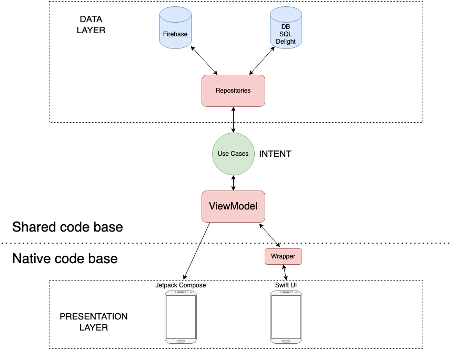 DATA
LAYER
Firebase
DB
SQL
Delight
Repositories
Use Cases
INTENT
ViewModel
Shared code base
Native code base
Wrapper
Jetpack Compose
Swift UI
PRESENTATION
LAYER